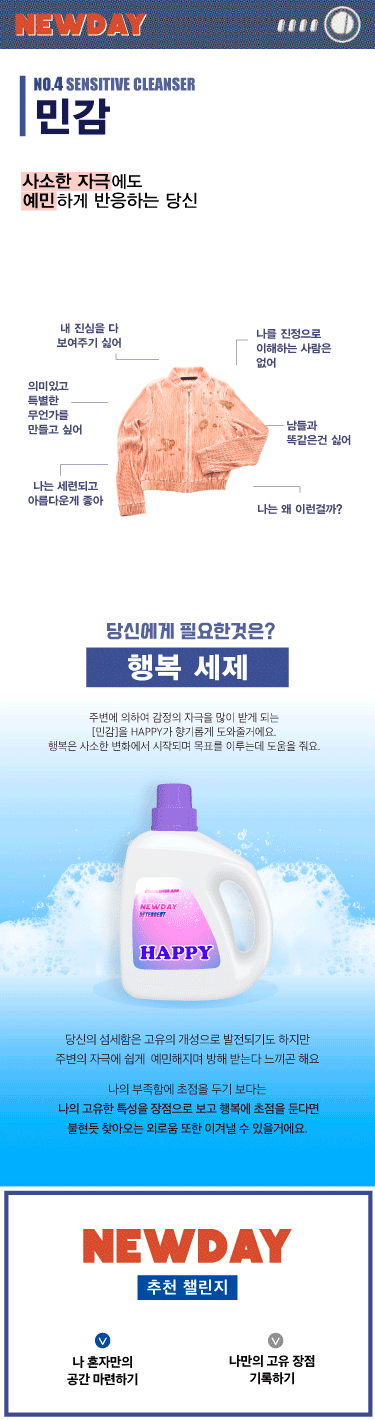 NEWDAY
NO.4 SENSITIVE CLEANSER
민감
사소한 자극에도
예민하게 반응하는 당신
내 진심을 다
보여주기 싫어
나를 진정으로
이해하는 사람은
없어
의미있고
특별한
무언가를
만들고 싶어
남들과
똑같은건 싫어
나는 세련되고
아름다운게 좋아
나는 왜 이런걸까?
당신에게 필요한것은?
행복 세제
주변에 의하여 감정의 자극을 많이 받게 되는
[민감]을 HAPPY가 향기롭게 도와줄거에요.
행복은 사소한 변화에서 시작되며 목표를 이루는데 도움을 줘요.
NEWDAY
DETERGENT
HAPPY
당신의 섬세함은 고유의 개성으로 발전되기도 하지만
주변의 자극에 쉽게 예민해지며 방해 받는다 느끼곤 해요
나의 부족함에 초점을 두기 보다는
나의 고유한 특성을 장점으로 보고 행복에 초점을 둔다면
불현듯 찾아오는 외로움 또한 이겨낼 수 있을거에요.
NEWDAY
추천 챌린지
나 혼자만의
공간 마련하기
나만의 고유 장점
기록하기